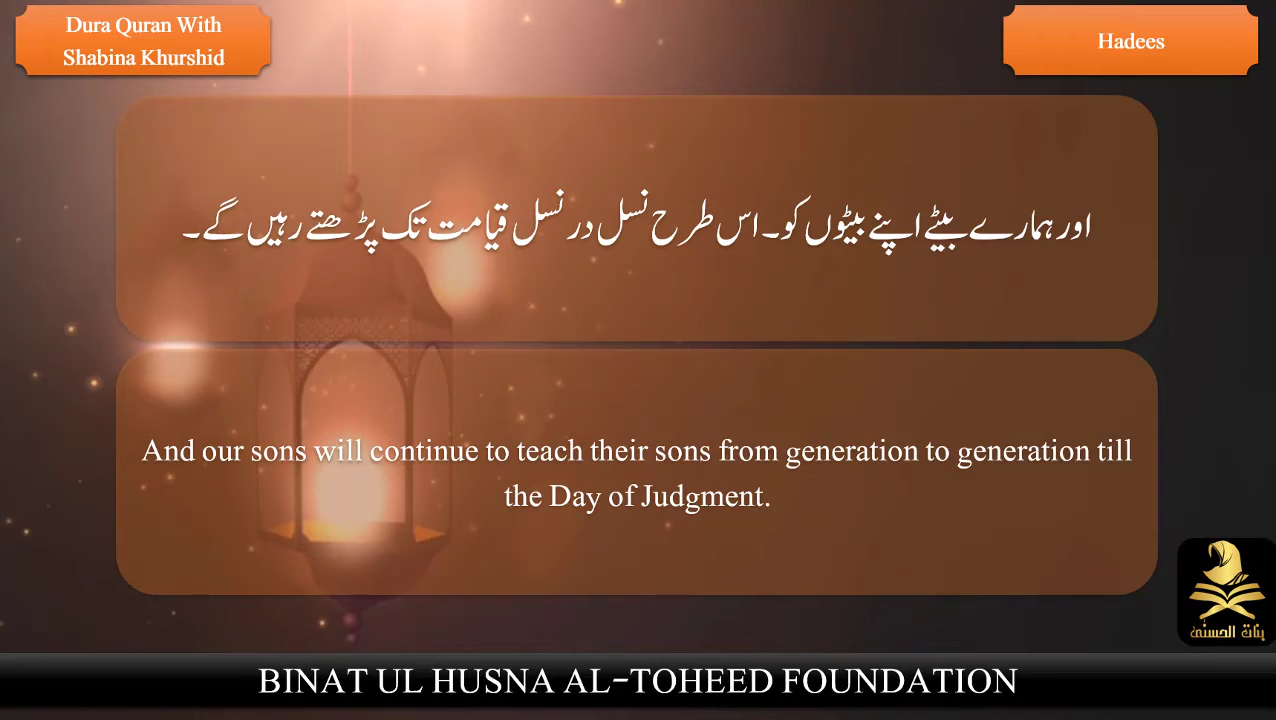 Dura Quran With
Shabina Khurshid
Hadees
اور ہمارے بیٹے اپنے بیٹوں کو۔ اس طرح نسل در نسل قیامت تک پڑھتے رہیں گے۔
And our sons will continue to teach their sons from generation to generation till
the Day of Judgment.
بنات الحسنیٰ
BINAT UL HUSNA AL-TOHEED FOUNDATION